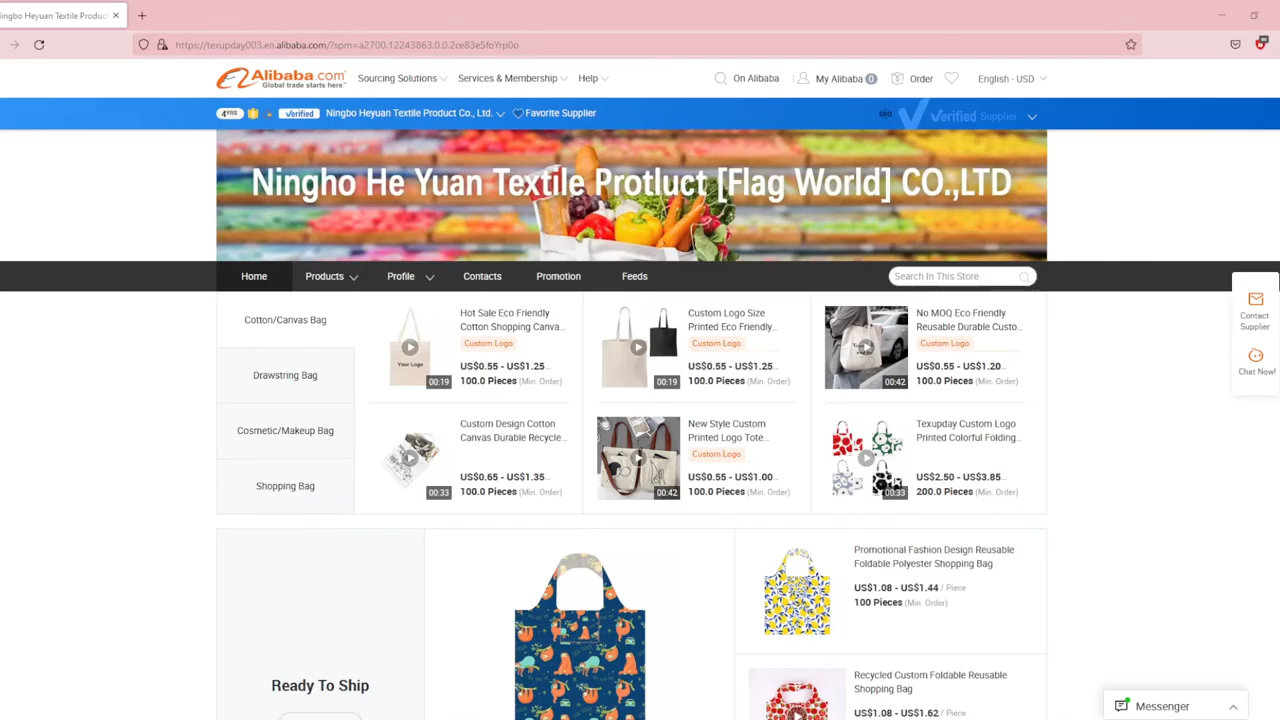 ingbo Heyuan Textile Product
https://texupday003.en.alibaba.com/?spm=a2700.12243863.0.0.2ce83e5foYrp0o
Alibaba.com
Global trade starts here.™
Sourcing Solutions
Services & Membership
Help
On Alibaba
My Alibaba 0
Order
English - USD
4YRS
Verified
Ningbo Heyuan Textile Product Co., Ltd.
Favorite Supplier
Verified Supplier
Ningho He Yuan Textile Protluct [Flag World] CO.,LTD
Home
Products
Profile
Contacts
Promotion
Feeds
Search In This Store
Contact
Supplier
Chat Now!
Cotton/Canvas Bag
Drawstring Bag
Cosmetic/Makeup Bag
Shopping Bag
Your Logo
00:19
Hot Sale Eco Friendly
Cotton Shopping Canva...
Custom Logo
US$0.55 - US$1.25...
100.0 Pieces (Min. Order)
00:19
Custom Logo Size
Printed Eco Friendly...
Custom Logo
US$0.55 - US$1.25...
100.0 Pieces (Min. Order)
00:42
No MOQ Eco Friendly
Reusable Durable Custo...
Custom Logo
US$0.55 - US$1.20...
100.0 Pieces (Min. Order)
00:33
Custom Design Cotton
Canvas Durable Recycle...
US$0.65 - US$1.35...
100.0 Pieces (Min. Order)
00:42
New Style Custom
Printed Logo Tote...
Custom Logo
US$0.55 - US$1.00...
100.0 Pieces (Min. Order)
00:33
Texupday Custom Logo
Printed Colorful Folding...
US$2.50 - US$3.85...
200.0 Pieces (Min. Order)
Ready To Ship
Promotional Fashion Design Reusable
Foldable Polyester Shopping Bag
US$1.08 - US$1.44 / Piece
100 Pieces (Min. Order)
Recycled Custom Foldable Reusable
Shopping Bag
US$1.08 - US$1.62 / Piece
Messenger